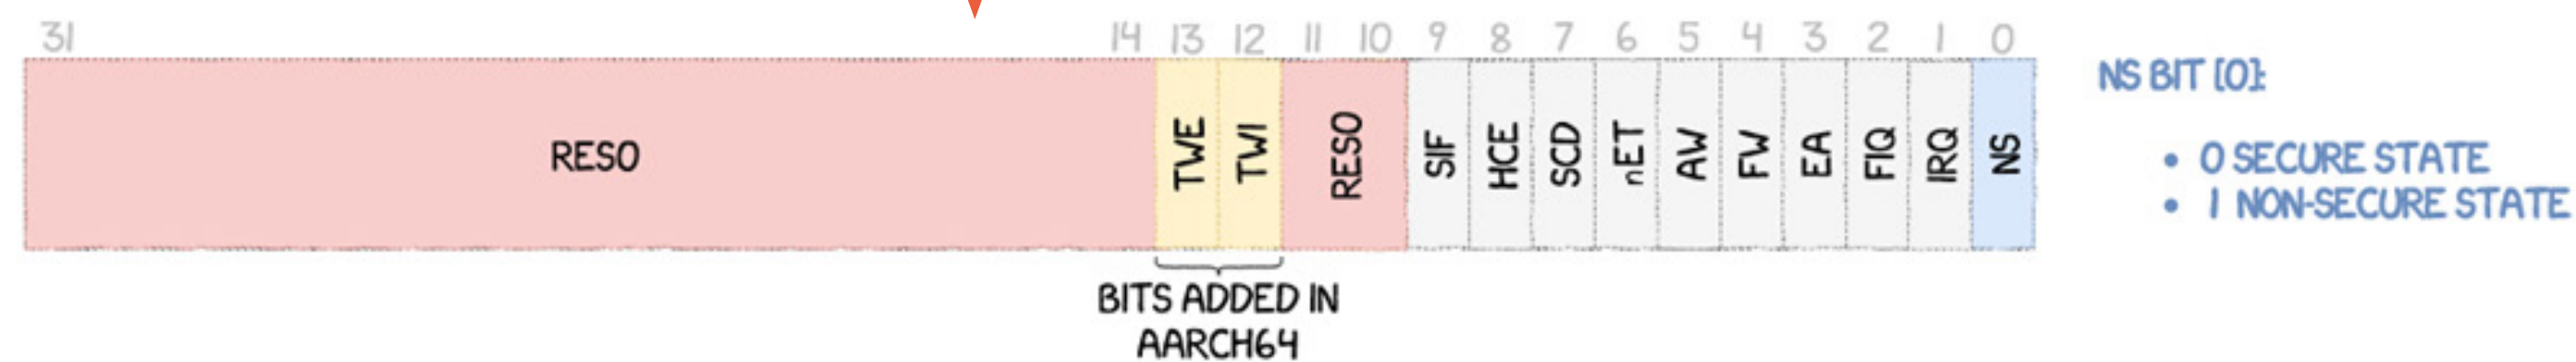 31 14 13 12 11 10 9 8 7 6 5 4 3 2 1 0
RES0 TWE TWI RES0 SIF HCE SCD nET AW FW EA FIQ IRQ NS
BITS ADDED IN
AARCH64
NS BIT [0]:
• 0 SECURE STATE
• 1 NON-SECURE STATE